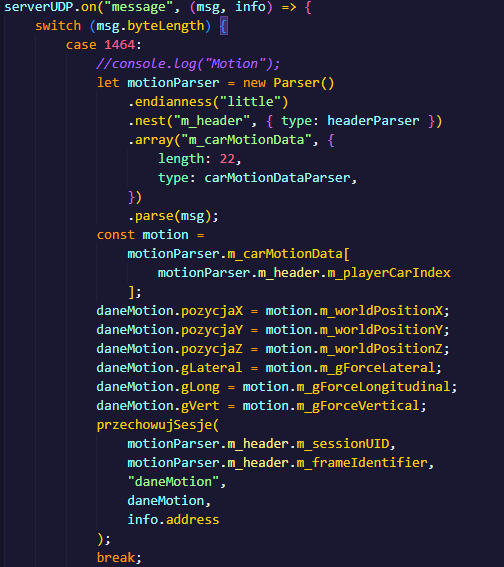 serverUDP.on("message", (msg, info) => {
    switch (msg.byteLength) {
        case 1464:
            //console.log("Motion");
            let motionParser = new Parser()
                .endianness("little")
                .nest("m_header", { type: headerParser })
                .array("m_carMotionData", {
                    length: 22,
                    type: carMotionDataParser,
                })
                .parse(msg);
            const motion =
                motionParser.m_carMotionData[
                    motionParser.m_header.m_playerCarIndex
                ];
            daneMotion.pozycjaX = motion.m_worldPositionX;
            daneMotion.pozycjaY = motion.m_worldPositionY;
            daneMotion.pozycjaZ = motion.m_worldPositionZ;
            daneMotion.gLateral = motion.m_gForceLateral;
            daneMotion.gLong = motion.m_gForceLongitudinal;
            daneMotion.gVert = motion.m_gForceVertical;
            przechowujSesje(
                motionParser.m_header.m_sessionUID,
                motionParser.m_header.m_frameIdentifier,
                "daneMotion",
                daneMotion,
                info.address
            );
            break;